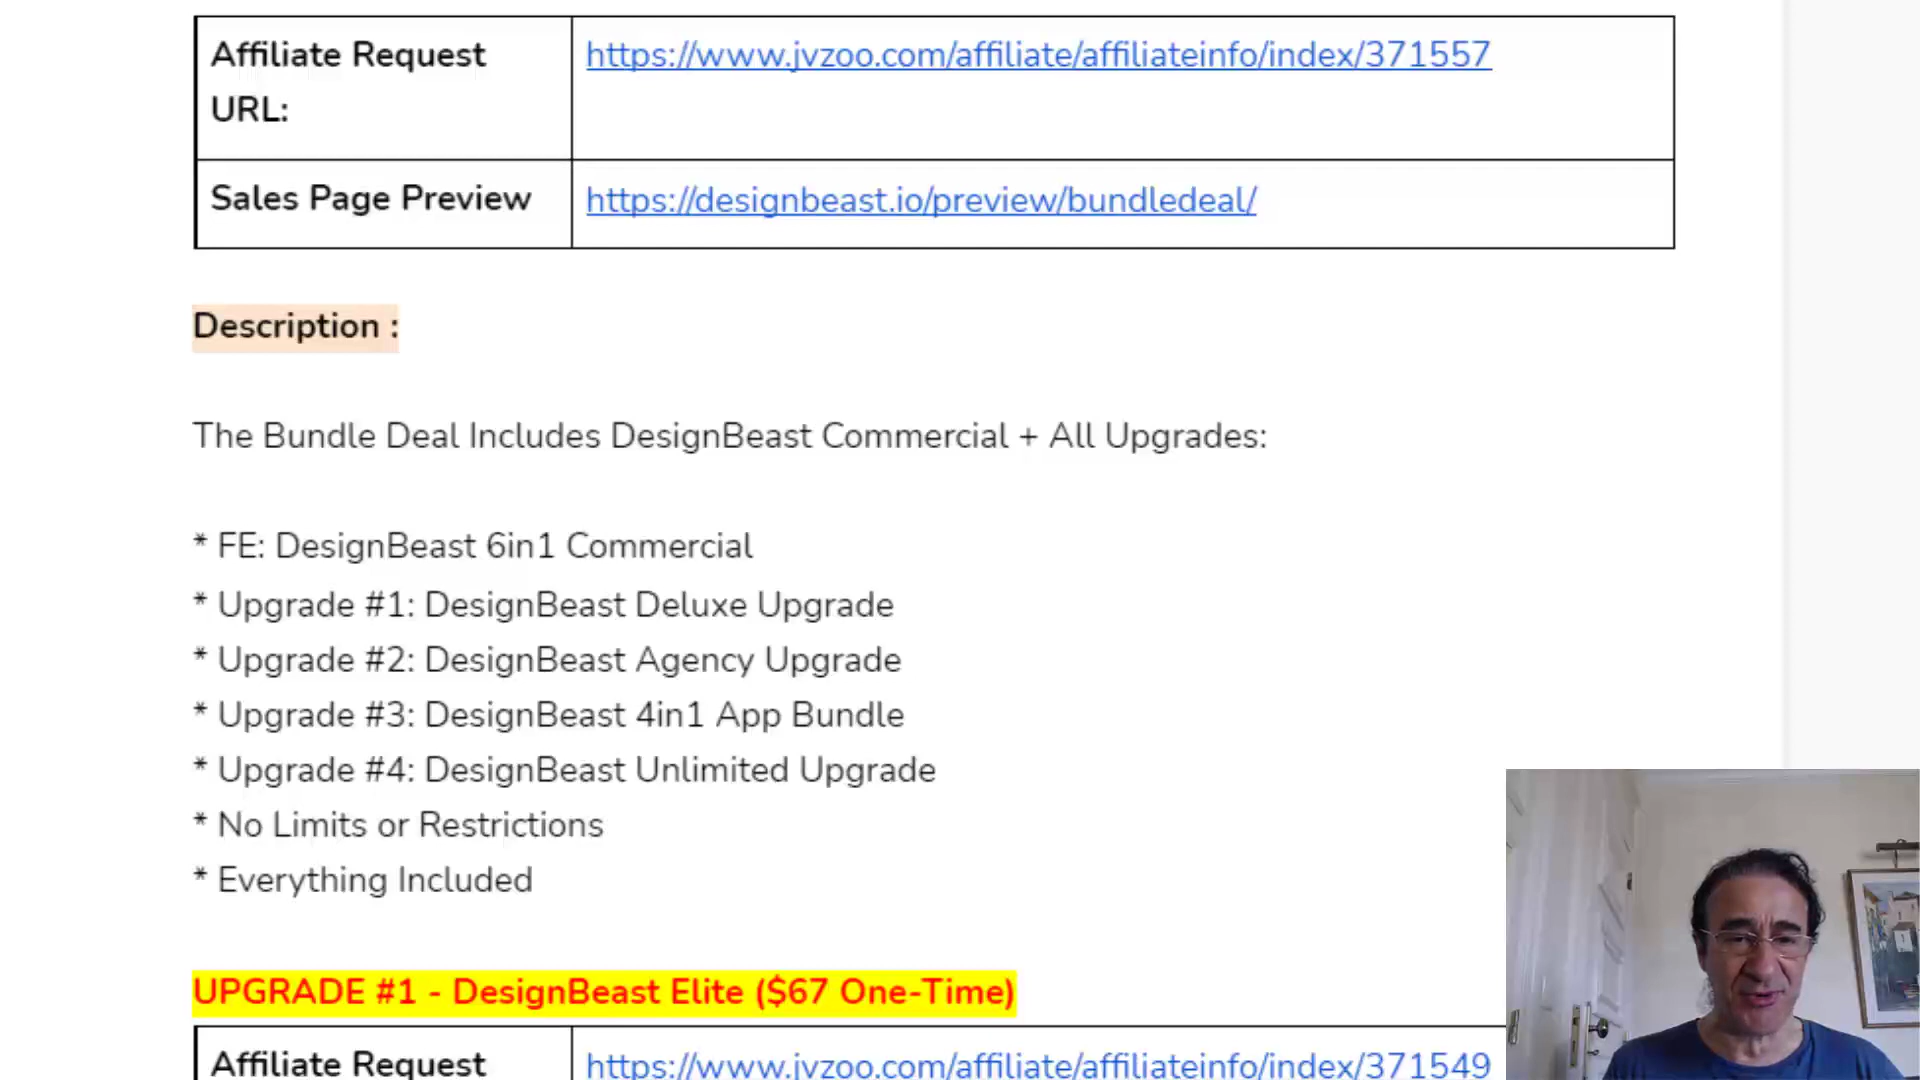 Affiliate Request
URL:
https://www.jvzoo.com/affiliate/affiliateinfo/index/371557
Sales Page Preview
https://designbeast.io/preview/bundledeal/
Description :
The Bundle Deal Includes DesignBeast Commercial + All Upgrades:
* FE: DesignBeast 6in1 Commercial
* Upgrade #1: DesignBeast Deluxe Upgrade
* Upgrade #2: DesignBeast Agency Upgrade
* Upgrade #3: DesignBeast 4in1 App Bundle
* Upgrade #4: DesignBeast Unlimited Upgrade
* No Limits or Restrictions
* Everything Included
UPGRADE #1 - DesignBeast Elite ($67 One-Time)
Affiliate Request
https://www.jvzoo.com/affiliate/affiliateinfo/index/371549